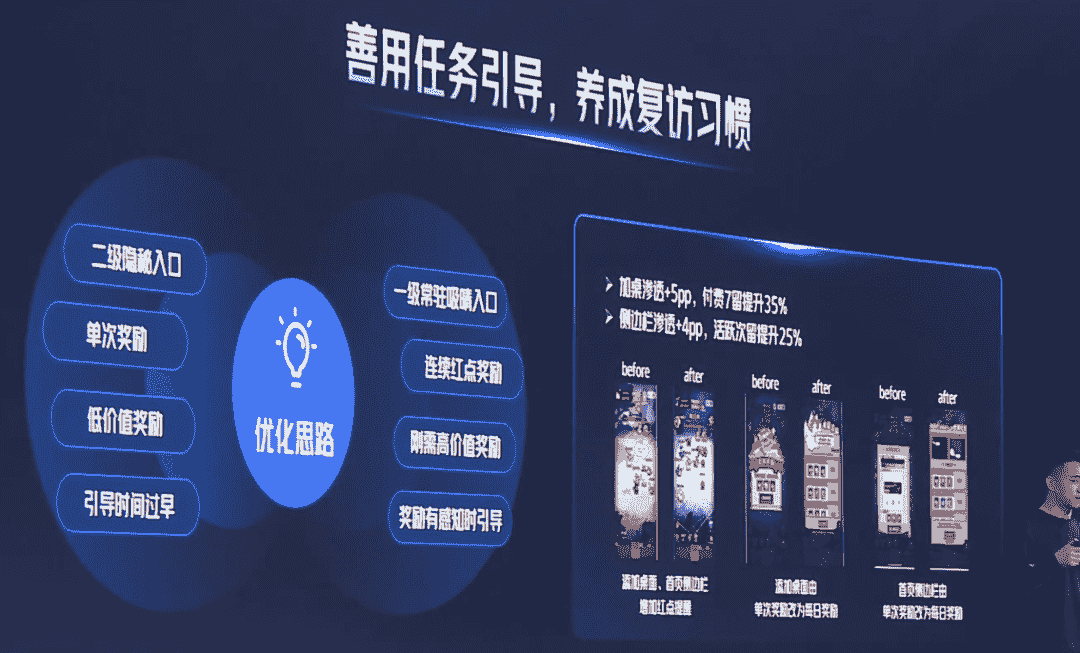 善用任务引导，养成复访习惯
二级隐秘入口
单次奖励
低价值奖励
引导时间过早
优化思路
一级常驻吸睛入口
连续红点奖励
刚需高价值奖励
奖励有感知时引导
➤ 加桌渗透+5pp，付费7留提升35%
➤ 侧边栏渗透+4pp，活跃次留提升25%
before after before after before after
添加桌面、首页侧边栏
增加红点提醒
添加桌面由
单次奖励改为每日奖励
首页侧边栏由
单次奖励改为每日奖励